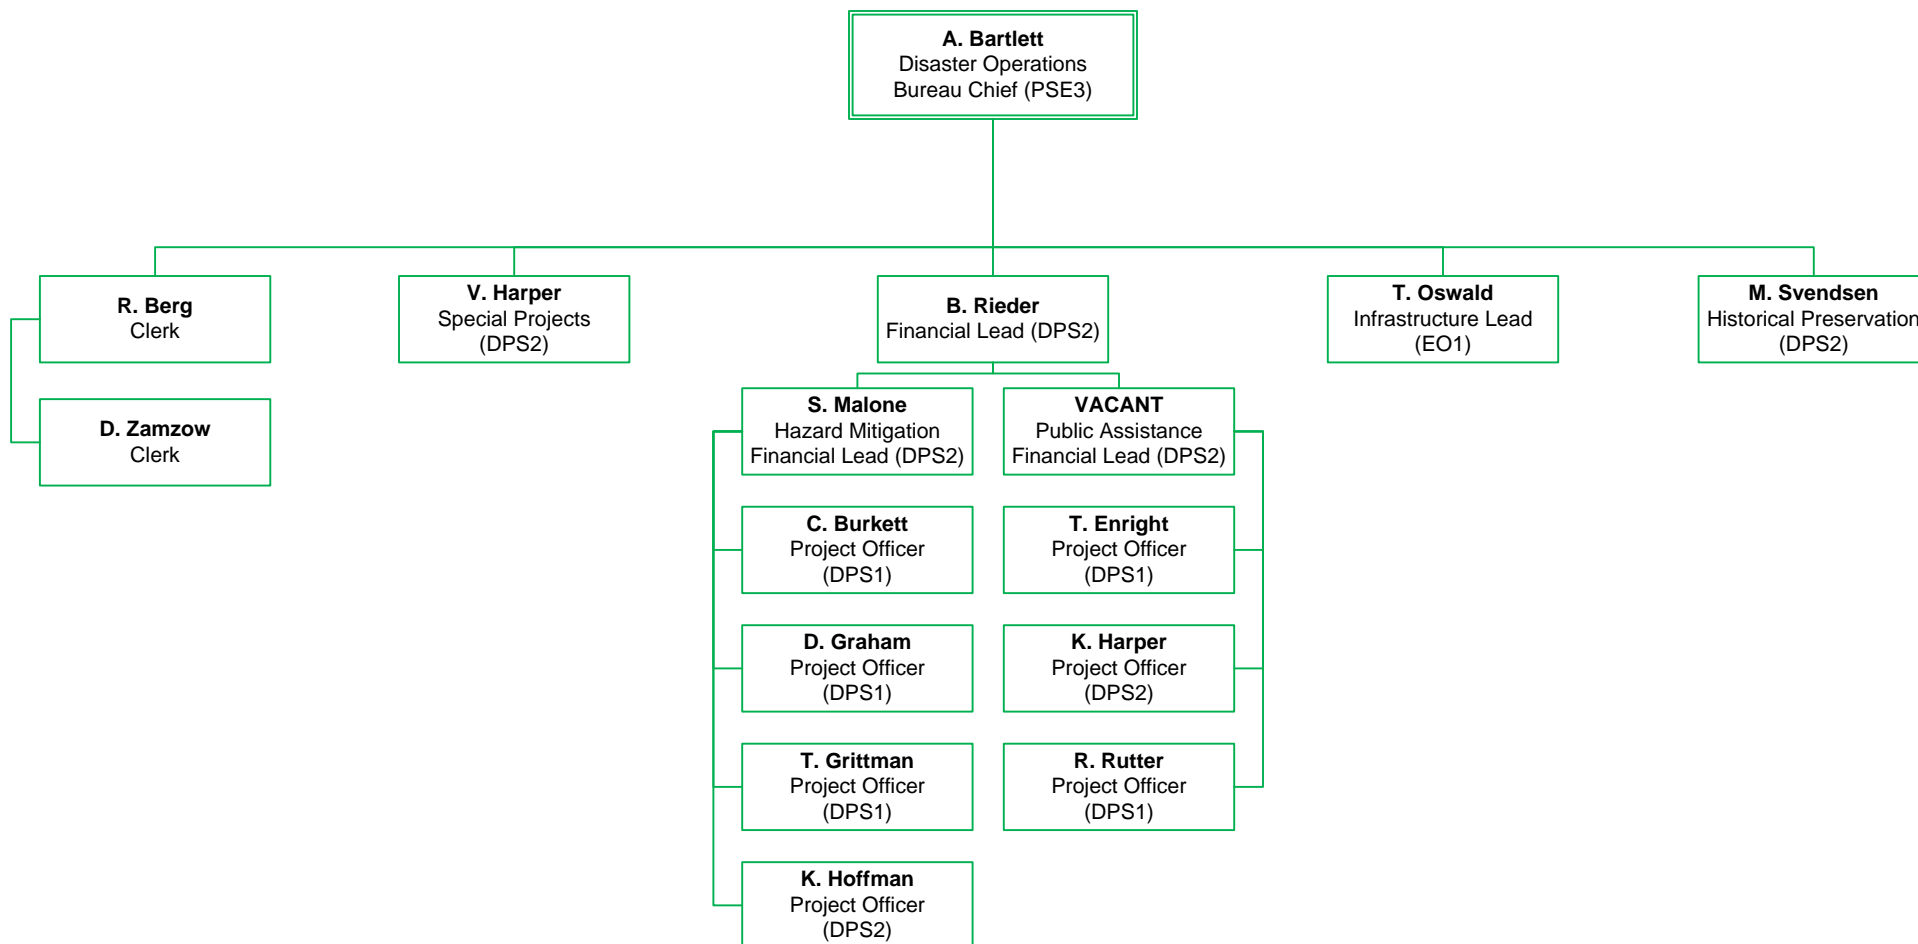 A. Bartlett
Disaster Operations
Bureau Chief (PSE3)
R. Berg
Clerk
V. Harper
Special Projects
(DPS2)
B. Rieder
Financial Lead (DPS2)
T. Oswald
Infrastructure Lead
(EO1)
M. Svendsen
Historical Preservation
(DPS2)
D. Zamzow
Clerk
S. Malone
Hazard Mitigation
Financial Lead (DPS2)
VACANT
Public Assistance
Financial Lead (DPS2)
C. Burkett
Project Officer
(DPS1)
T. Enright
Project Officer
(DPS1)
D. Graham
Project Officer
(DPS1)
K. Harper
Project Officer
(DPS2)
T. Grittman
Project Officer
(DPS1)
R. Rutter
Project Officer
(DPS1)
K. Hoffman
Project Officer
(DPS2)